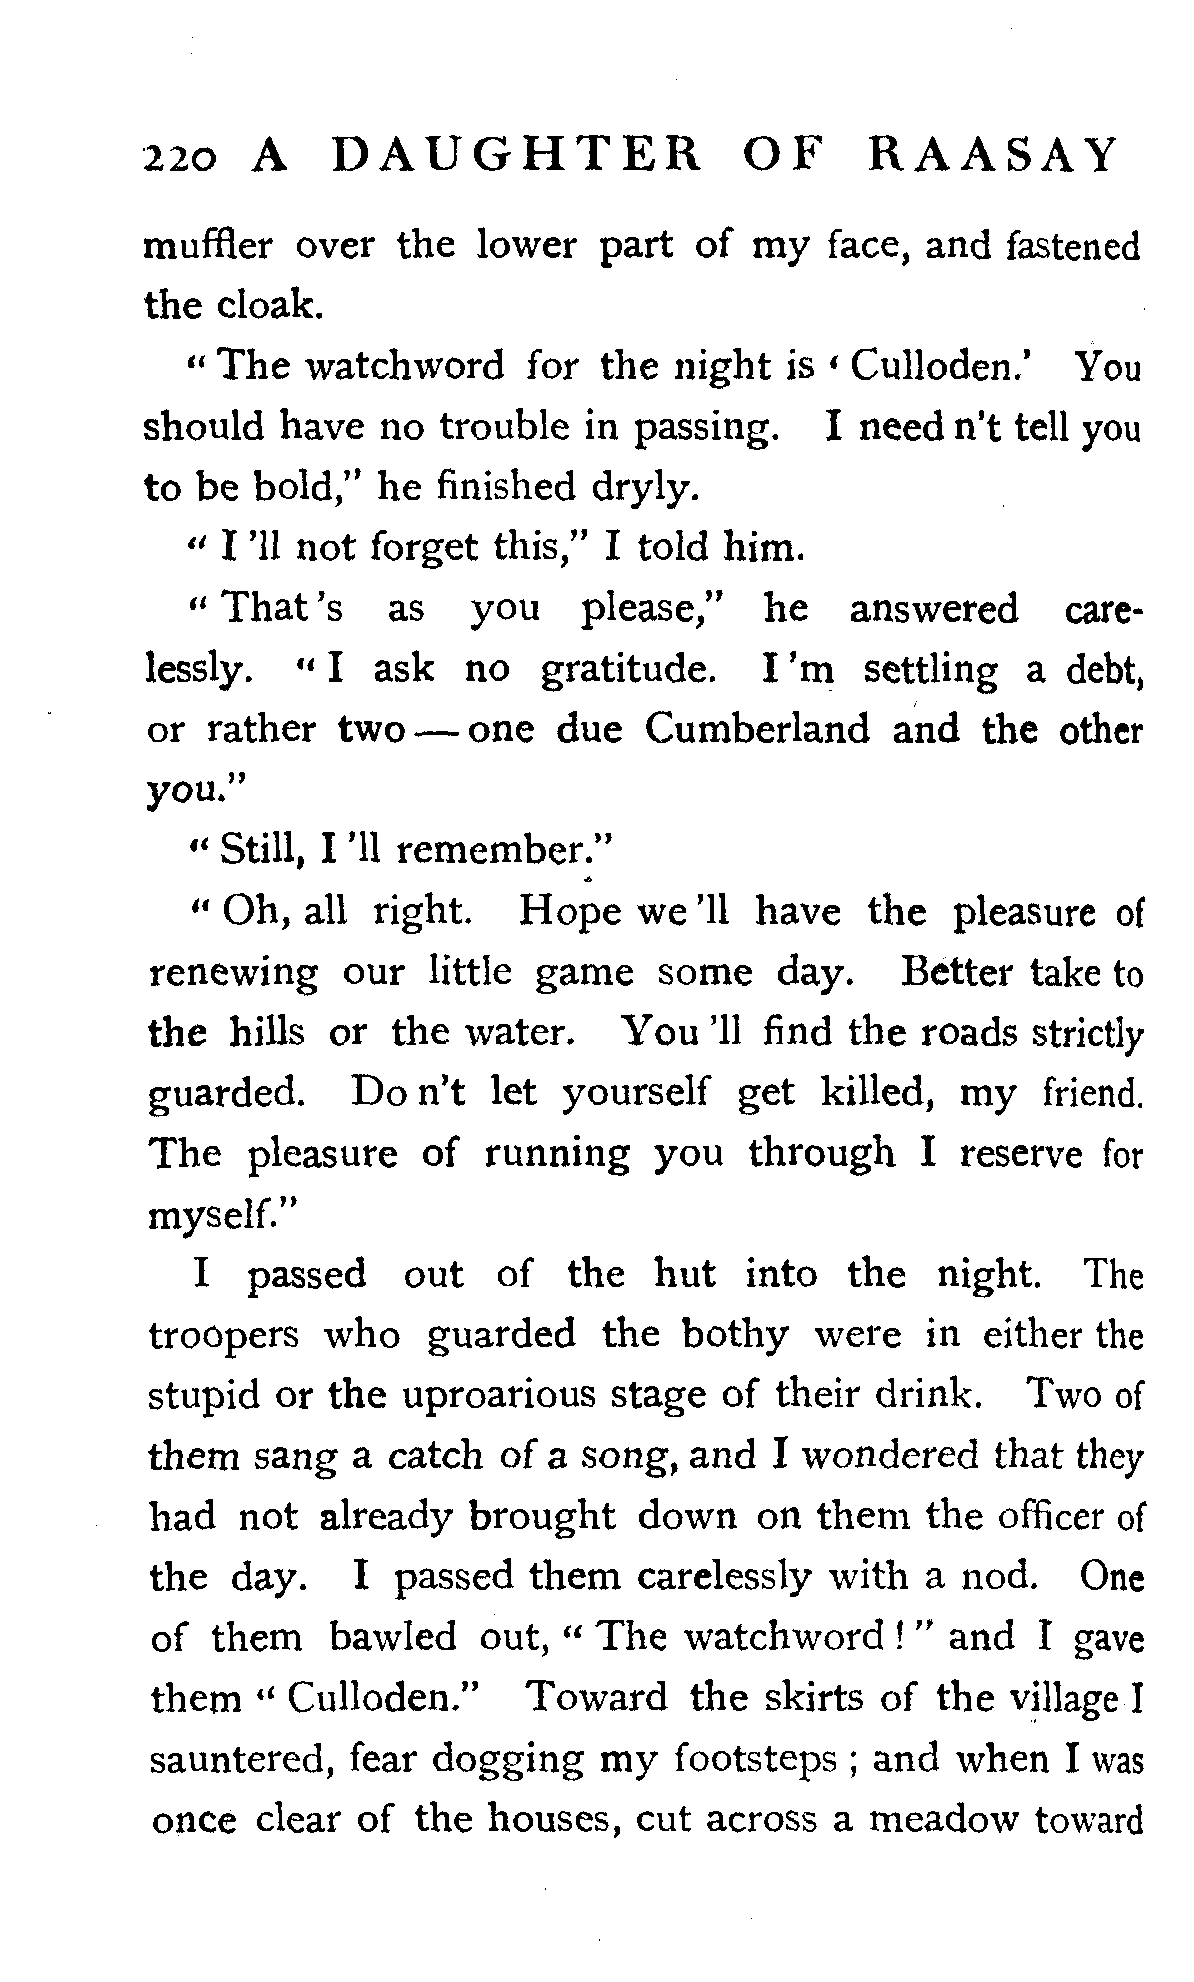 220 A DAUGHTER OF RAASAY
muffler over the lower part of my face, and fastened
the cloak.
" The watchword for the night is ' Culloden.' You
should have no trouble in passing. I need n't tell you
to be bold," he finished dryly.
" I 'll not forget this," I told him.
" That 's as you please," he answered care-
lessly. " I ask no gratitude. I 'm settling a debt,
or rather two — one due Cumberland and the other
you."
" Still, I 'll remember."
" Oh, all right. Hope we 'll have the pleasure of
renewing our little game some day. Better take to
the hills or the water. You 'll find the roads strictly
guarded. Do n't let yourself get killed, my friend.
The pleasure of running you through I reserve for
myself."
I passed out of the hut into the night. The
troopers who guarded the bothy were in either the
stupid or the uproarious stage of their drink. Two of
them sang a catch of a song, and I wondered that they
had not already brought down on them the officer of
the day. I passed them carelessly with a nod. One
of them bawled out, " The watchword ! " and I gave
them " Culloden." Toward the skirts of the village I
sauntered, fear dogging my footsteps ; and when I was
once clear of the houses, cut across a meadow toward